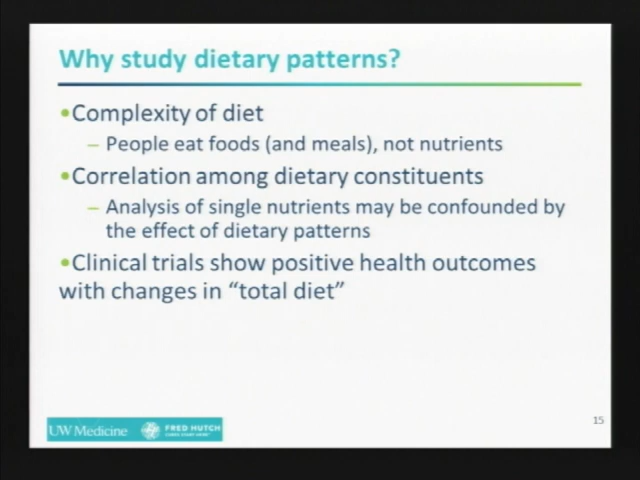 Why study dietary patterns?
•Complexity of diet
– People eat foods (and meals), not nutrients
•Correlation among dietary constituents
– Analysis of single nutrients may be confounded by
the effect of dietary patterns
•Clinical trials show positive health outcomes
with changes in “total diet”
UW Medicine
FRED HUTCH
15